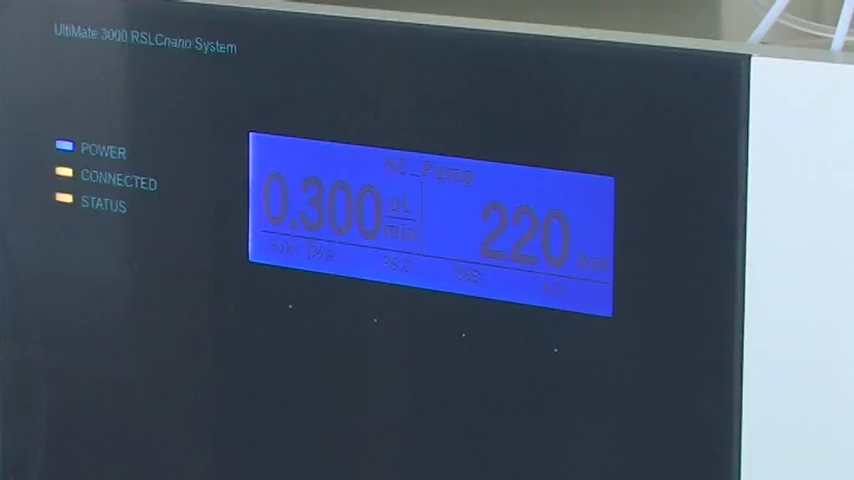 UltiMate 3000 RSLCnano System
POWER
CONNECTED
STATUS
NC_Pump
0.300 µl/min 220 bar